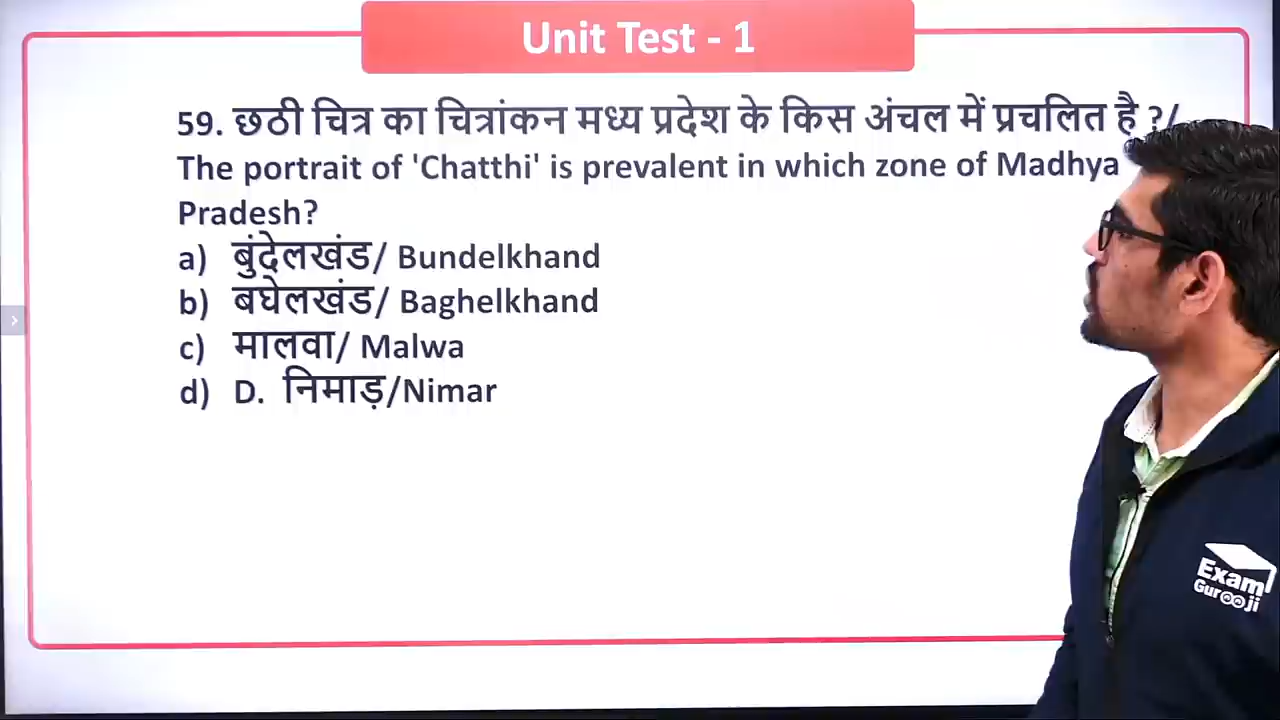 Unit Test - 1
59. छठी चित्र का चित्रांकन मध्य प्रदेश के किस अंचल में प्रचलित है ?/
The portrait of 'Chatthi' is prevalent in which zone of Madhya
Pradesh?
a) बुंदेलखंड/ Bundelkhand
b) बघेलखंड/ Baghelkhand
c) मालवा/ Malwa
d) D. निमाड़/Nimar
Exam
Gurooji